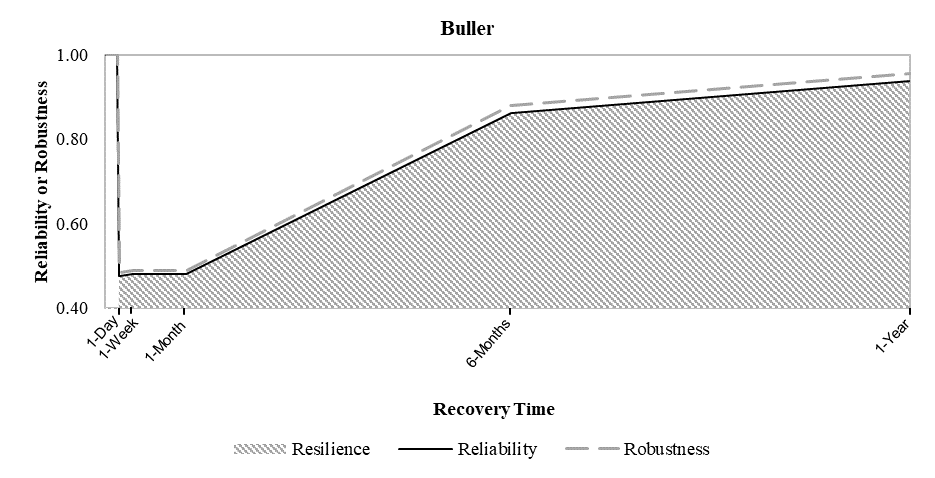 Buller
Reliability or Robustness
1.00
0.80
0.60
0.40
1-Day
1-Week
1-Month
6-Months
1-Year
Recovery Time
Resilience
Reliability
Robustness